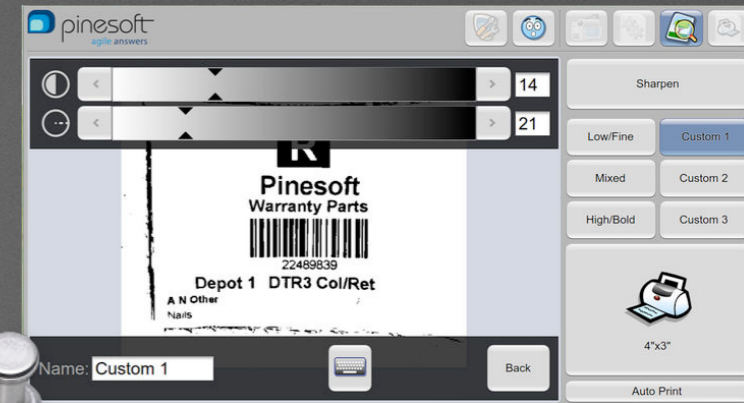 pinesoft
agile answers
14
21
Sharpen
Low/Fine
Custom 1
Mixed
Custom 2
High/Bold
Custom 3
R
Pinesoft
Warranty Parts
22489839
Depot 1 DTR3 Col/Ret
A N Other
Nails
4"x3"
Name: Custom 1
Back
Auto Print